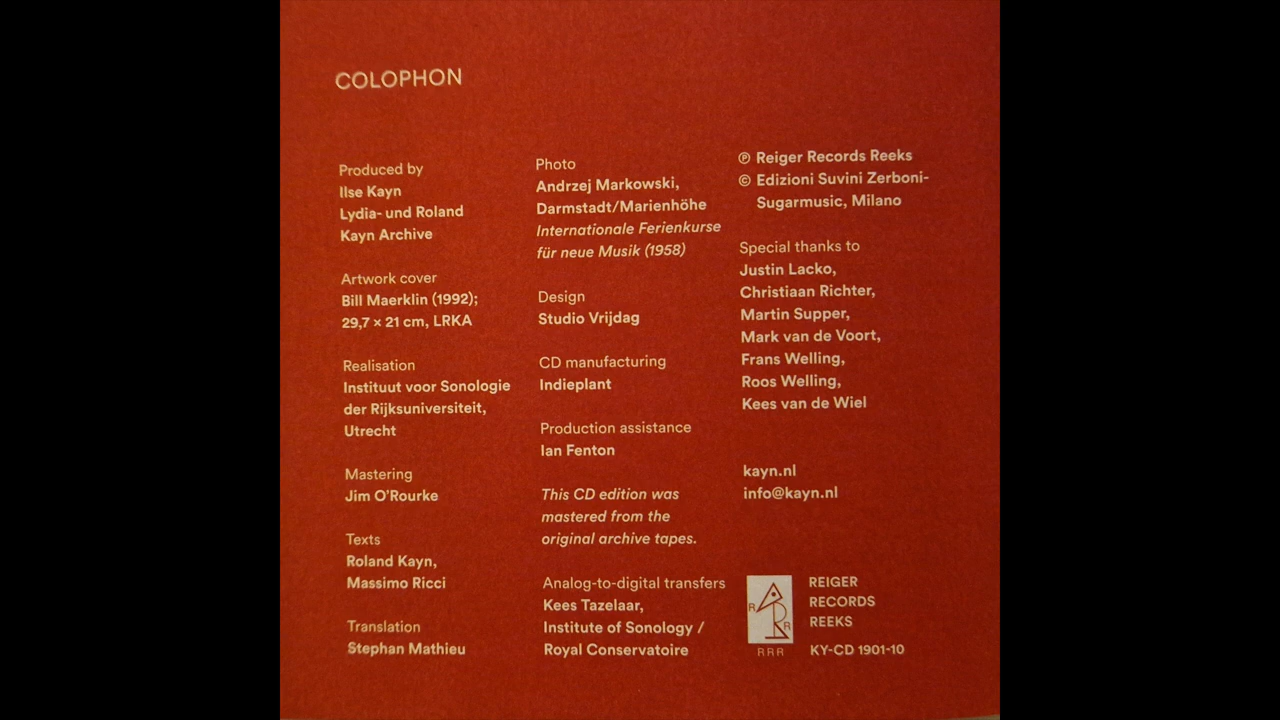 COLOPHON
Produced by
Ilse Kayn
Lydia- und Roland
Kayn Archive
Artwork cover
Bill Maerklin (1992);
29,7 × 21 cm, LRKA
Realisation
Instituut voor Sonologie
der Rijksuniversiteit,
Utrecht
Mastering
Jim O'Rourke
Texts
Roland Kayn,
Massimo Ricci
Translation
Stephan Mathieu
Photo
Andrzej Markowski,
Darmstadt/Marienhöhe
Internationale Ferienkurse
für neue Musik (1958)
Design
Studio Vrijdag
CD manufacturing
Indieplant
Production assistance
Ian Fenton
This CD edition was
mastered from the
original archive tapes.
Analog-to-digital transfers
Kees Tazelaar,
Institute of Sonology /
Royal Conservatoire
℗ Reiger Records Reeks
© Edizioni Suvini Zerboni-
Sugarmusic, Milano
Special thanks to
Justin Lacko,
Christiaan Richter,
Martin Supper,
Mark van de Voort,
Frans Welling,
Roos Welling,
Kees van de Wiel
kayn.nl
info@kayn.nl
R
R
RRR
REIGER
RECORDS
REEKS
KY-CD 1901-10